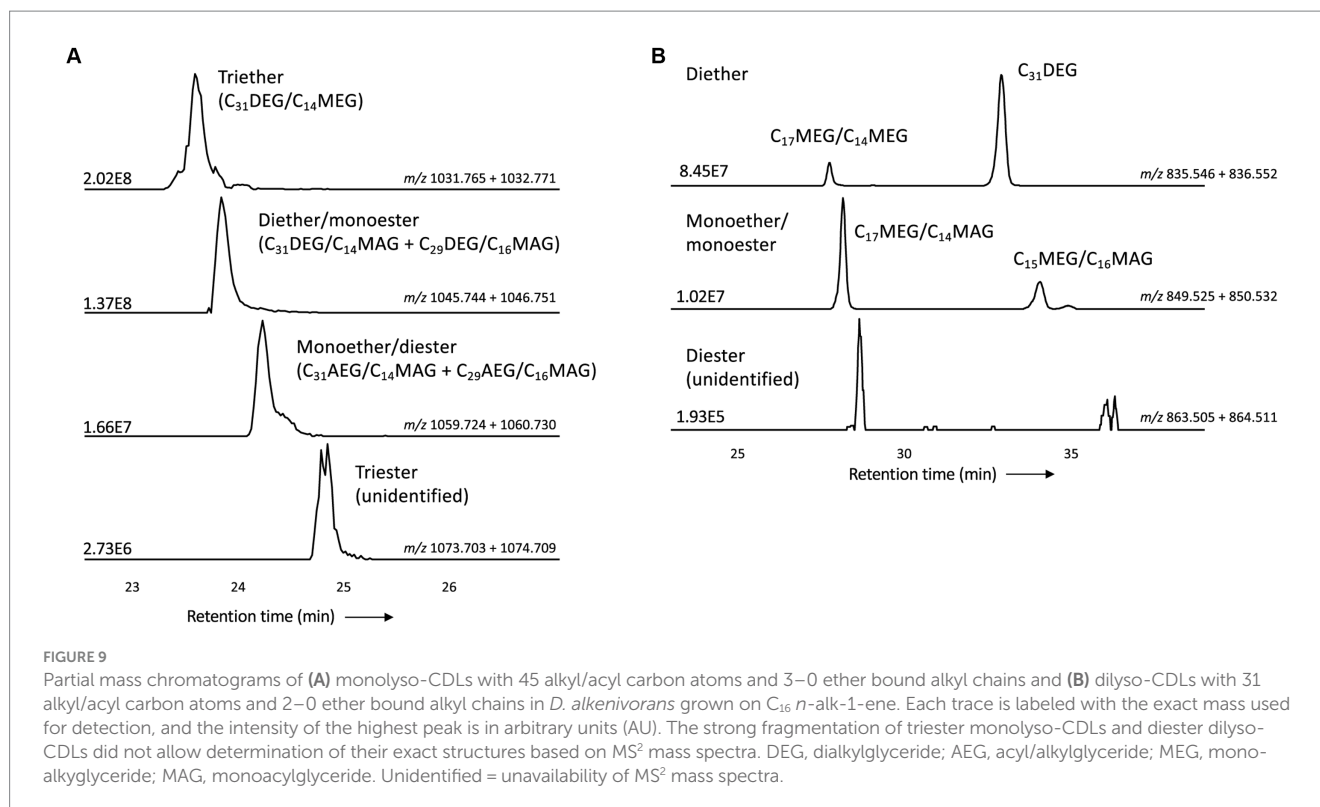 A
Triether
(C₃₁DEG/C₁₄MEG)
2.02E8
m/z 1031.765 + 1032.771
Diether/monoester
(C₃₁DEG/C₁₄MAG + C₂₉DEG/C₁₆MAG)
1.37E8
m/z 1045.744 + 1046.751
Monoether/diester
(C₃₁AEG/C₁₄MAG + C₂₉AEG/C₁₆MAG)
1.66E7
m/z 1059.724 + 1060.730
Triester
(unidentified)
2.73E6
m/z 1073.703 + 1074.709
23 24 25 26
Retention time (min)
B
Diether
C₃₁DEG
C₁₇MEG/C₁₄MEG
8.45E7
m/z 835.546 + 836.552
Monoether/
monoester
C₁₇MEG/C₁₄MAG
C₁₅MEG/C₁₆MAG
1.02E7
m/z 849.525 + 850.532
Diester
(unidentified)
1.93E5
m/z 863.505 + 864.511
25 30 35
Retention time (min)
FIGURE 9
Partial mass chromatograms of (A) monolyso-CDLs with 45 alkyl/acyl carbon atoms and 3–0 ether bound alkyl chains and (B) dilyso-CDLs with 31
alkyl/acyl carbon atoms and 2–0 ether bound alkyl chains in D. alkenivorans grown on C₁₆ n-alk-1-ene. Each trace is labeled with the exact mass used
for detection, and the intensity of the highest peak is in arbitrary units (AU). The strong fragmentation of triester monolyso-CDLs and diester dilyso-
CDLs did not allow determination of their exact structures based on MS² mass spectra. DEG, dialkylglyceride; AEG, acyl/alkylglyceride; MEG, mono-
alkyglyceride; MAG, monoacylglyceride. Unidentified = unavailability of MS² mass spectra.